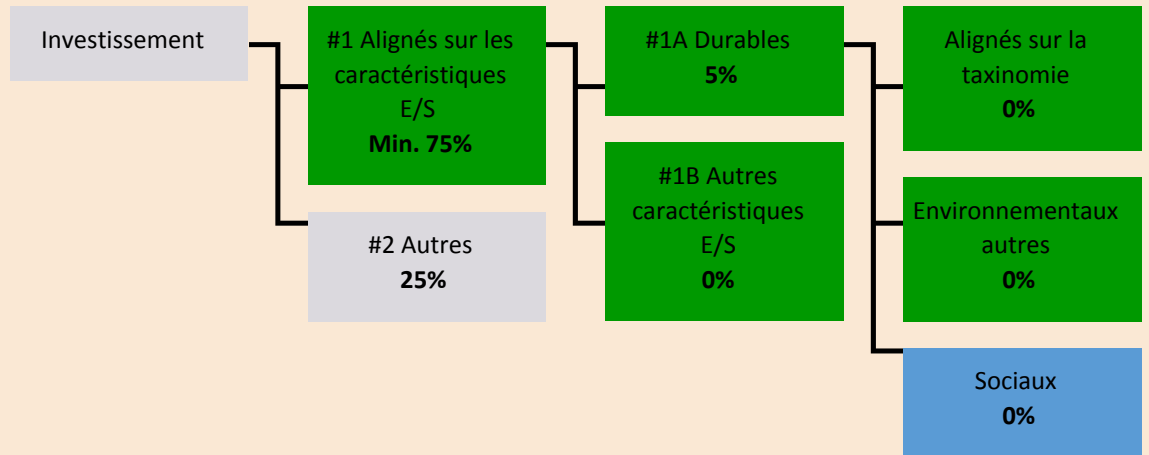 Investissement
#1 Alignés sur les
caractéristiques
E/S
Min. 75%
#2 Autres
25%
#1A Durables
5%
#1B Autres
caractéristiques
E/S
0%
Alignés sur la
taxinomie
0%
Environnementaux
autres
0%
Sociaux
0%